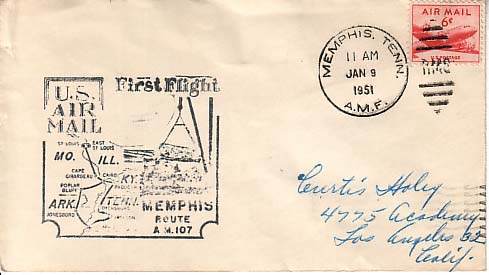 AIR MAIL
6¢
U.S. POSTAGE
MEMPHIS, TENN.
11 AM
JAN 9
1951
A.M.F.
First Flight
U.S.
AIR
MAIL
ST LOUIS
EAST
ST LOUIS
MO.
ILL.
CAPE
GIRARDEAU
CAIRO
KY.
POPLAR
BLUFF
PADUCAH
ARK.
TENN.
JONESBORO
MEMPHIS
ROUTE
A.M.107
Curtis Haley
4775 Academy
Los Angeles 32
Calif.